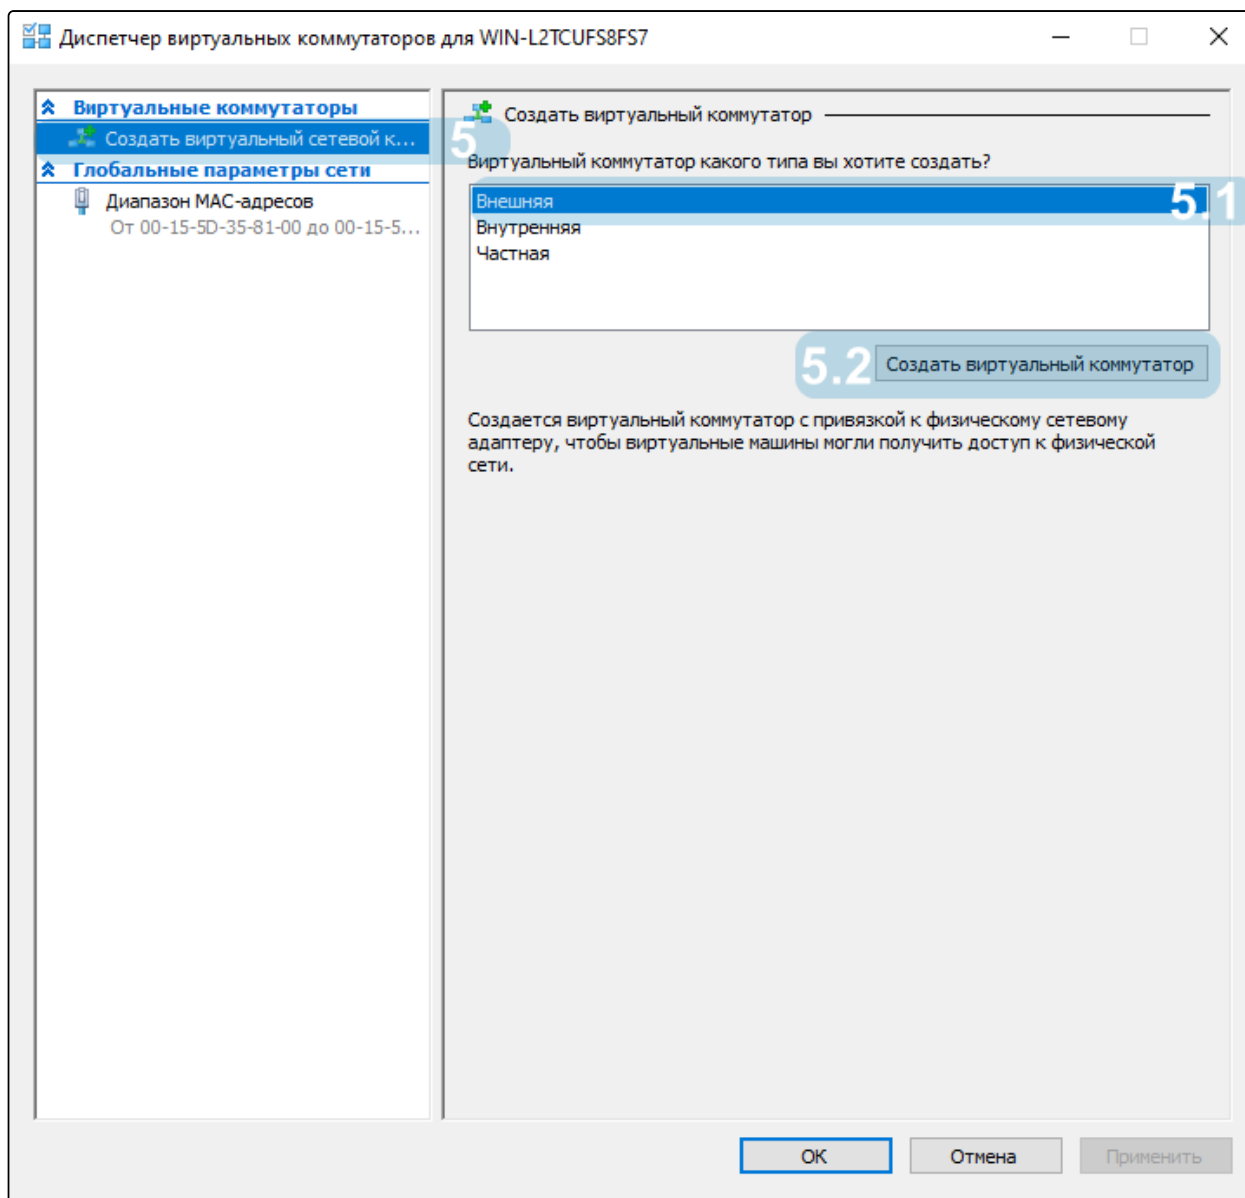 Диспетчер виртуальных коммутаторов для WIN-L2TCUFS8FS7
Виртуальные коммутаторы
Создать виртуальный сетевой к...
5
Глобальные параметры сети
Диапазон MAC-адресов
От 00-15-5D-35-81-00 до 00-15-5...
Создать виртуальный коммутатор
Виртуальный коммутатор какого типа вы хотите создать?
Внешняя
5.1
Внутренняя
Частная
5.2
Создать виртуальный коммутатор
Создается виртуальный коммутатор с привязкой к физическому сетевому
адаптеру, чтобы виртуальные машины могли получить доступ к физической
сети.
ОК
Отмена
Применить